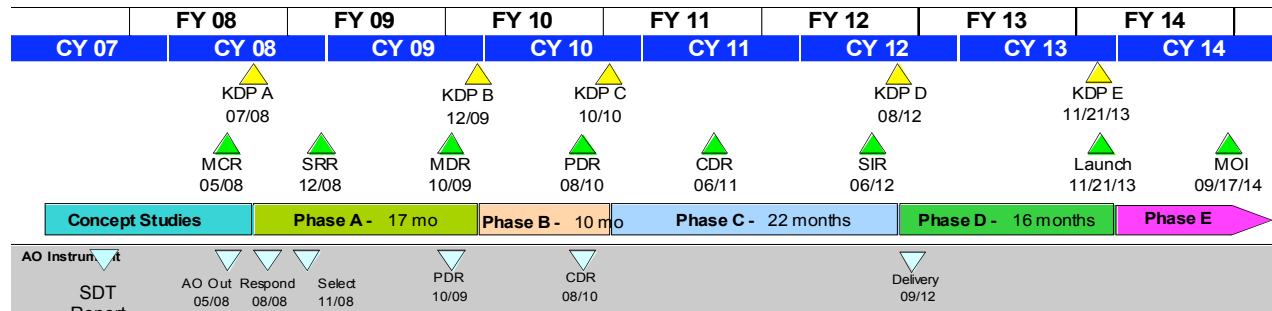 FY 08 FY 09 FY 10 FY 11 FY 12 FY 13 FY 14
CY 07 CY 08 CY 09 CY 10 CY 11 CY 12 CY 13 CY 14
KDP A KDP B KDP C KDP D KDP E
07/08 12/09 10/10 08/12 11/21/13
MCR SRR MDR PDR CDR SIR Launch MOI
05/08 12/08 10/09 08/10 06/11 06/12 11/21/13 09/17/14
Concept Studies Phase A - 17 mo Phase B - 10 mo Phase C - 22 months Phase D - 16 months Phase E
AO Instrument
SDT AO Out Respond Select PDR CDR Delivery
05/08 08/08 11/08 10/09 08/10 09/12
Report